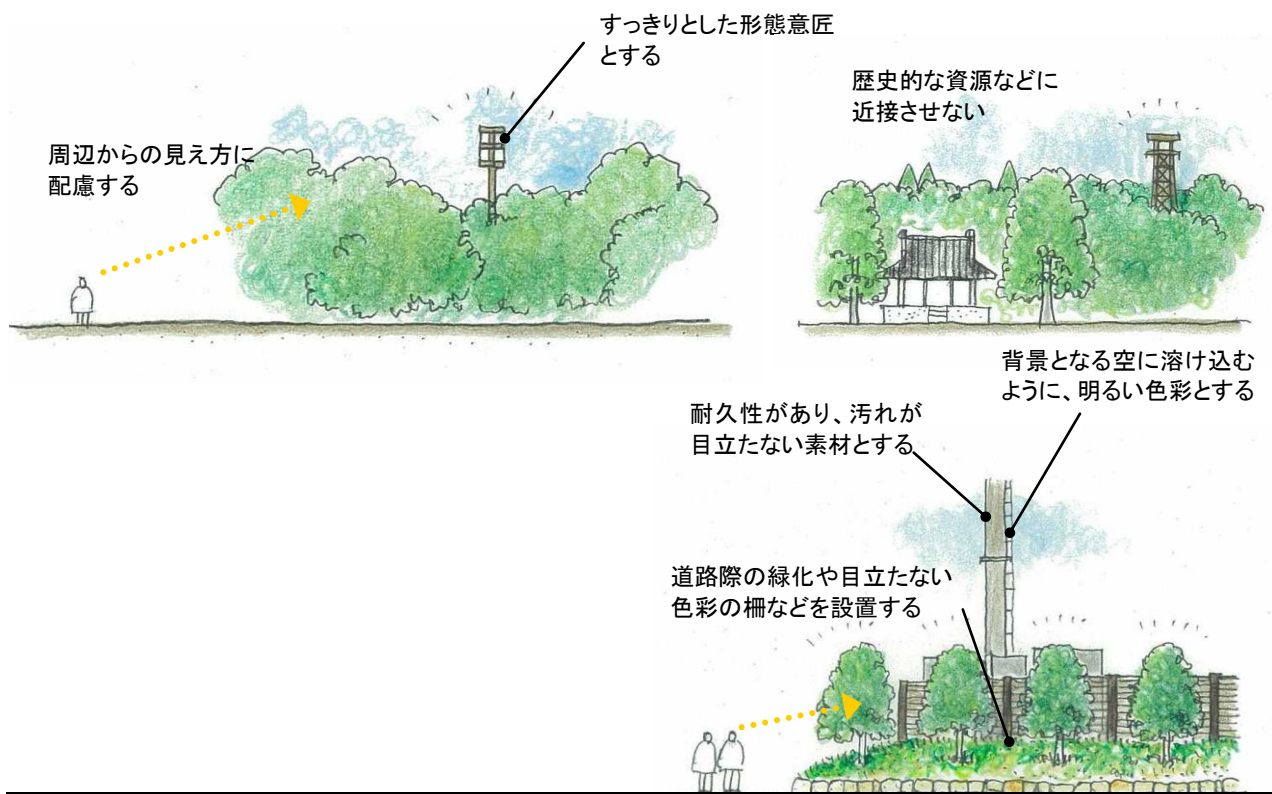 すっきりとした形態意匠
とする
周辺からの見え方に
配慮する
歴史的な資源などに
近接させない
背景となる空に溶け込む
ように、明るい色彩とする
耐久性があり、汚れが
目立たない素材とする
道路際の緑化や目立たない
色彩の柵などを設置する